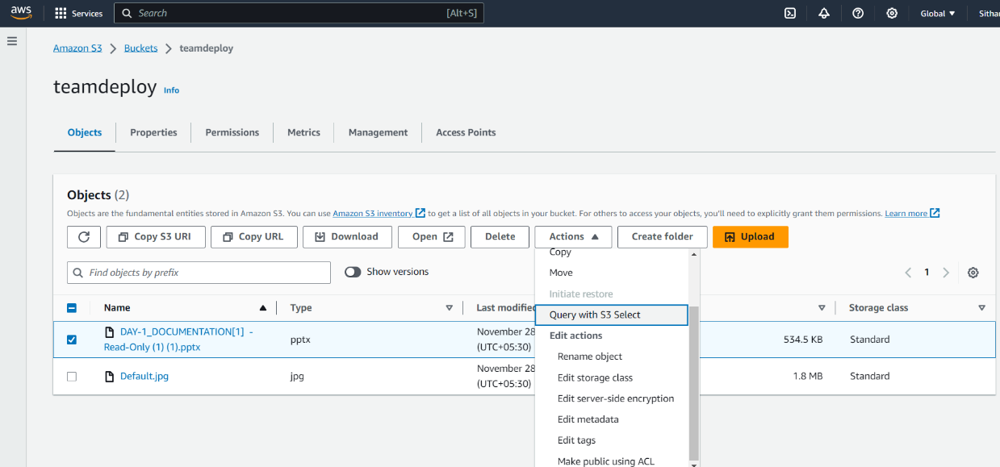 aws Services Search [Alt+S] Global
Amazon S3 Buckets teamdeploy
teamdeploy Info
Objects Properties Permissions Metrics Management Access Points
Objects (2)
Objects are the fundamental entities stored in Amazon S3. You can use Amazon S3 inventory to get a list of all objects in your bucket. For others to access your objects, you'll need to explicitly grant them permissions. Learn more
Copy S3 URI Copy URL Download Open Delete Actions Create folder Upload
Find objects by prefix Show versions 1
Copy
Move
Initiate restore
Query with S3 Select
Edit actions
Rename object
Edit storage class
Edit server-side encryption
Edit metadata
Edit tags
Make public using ACL
Name Type Last modified Storage class
DAY-1_DOCUMENTATION[1] -
Read-Only (1) (1).pptx
pptx
November 28
(UTC+05:30)
534.5 KB
Standard
Default.jpg
jpg
November 28
(UTC+05:30)
1.8 MB
Standard